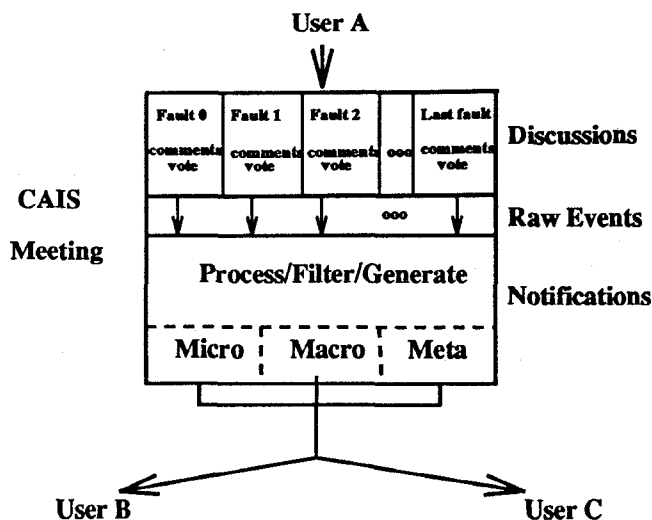 User A
Fault 0 Fault 1 Fault 2 Last fault
Discussions
comments comments comments ooo comments
vote vote vote vote
CAIS
Meeting
ooo
Raw Events
Process/Filter/Generate
Notifications
Micro Macro Meta
User B User C